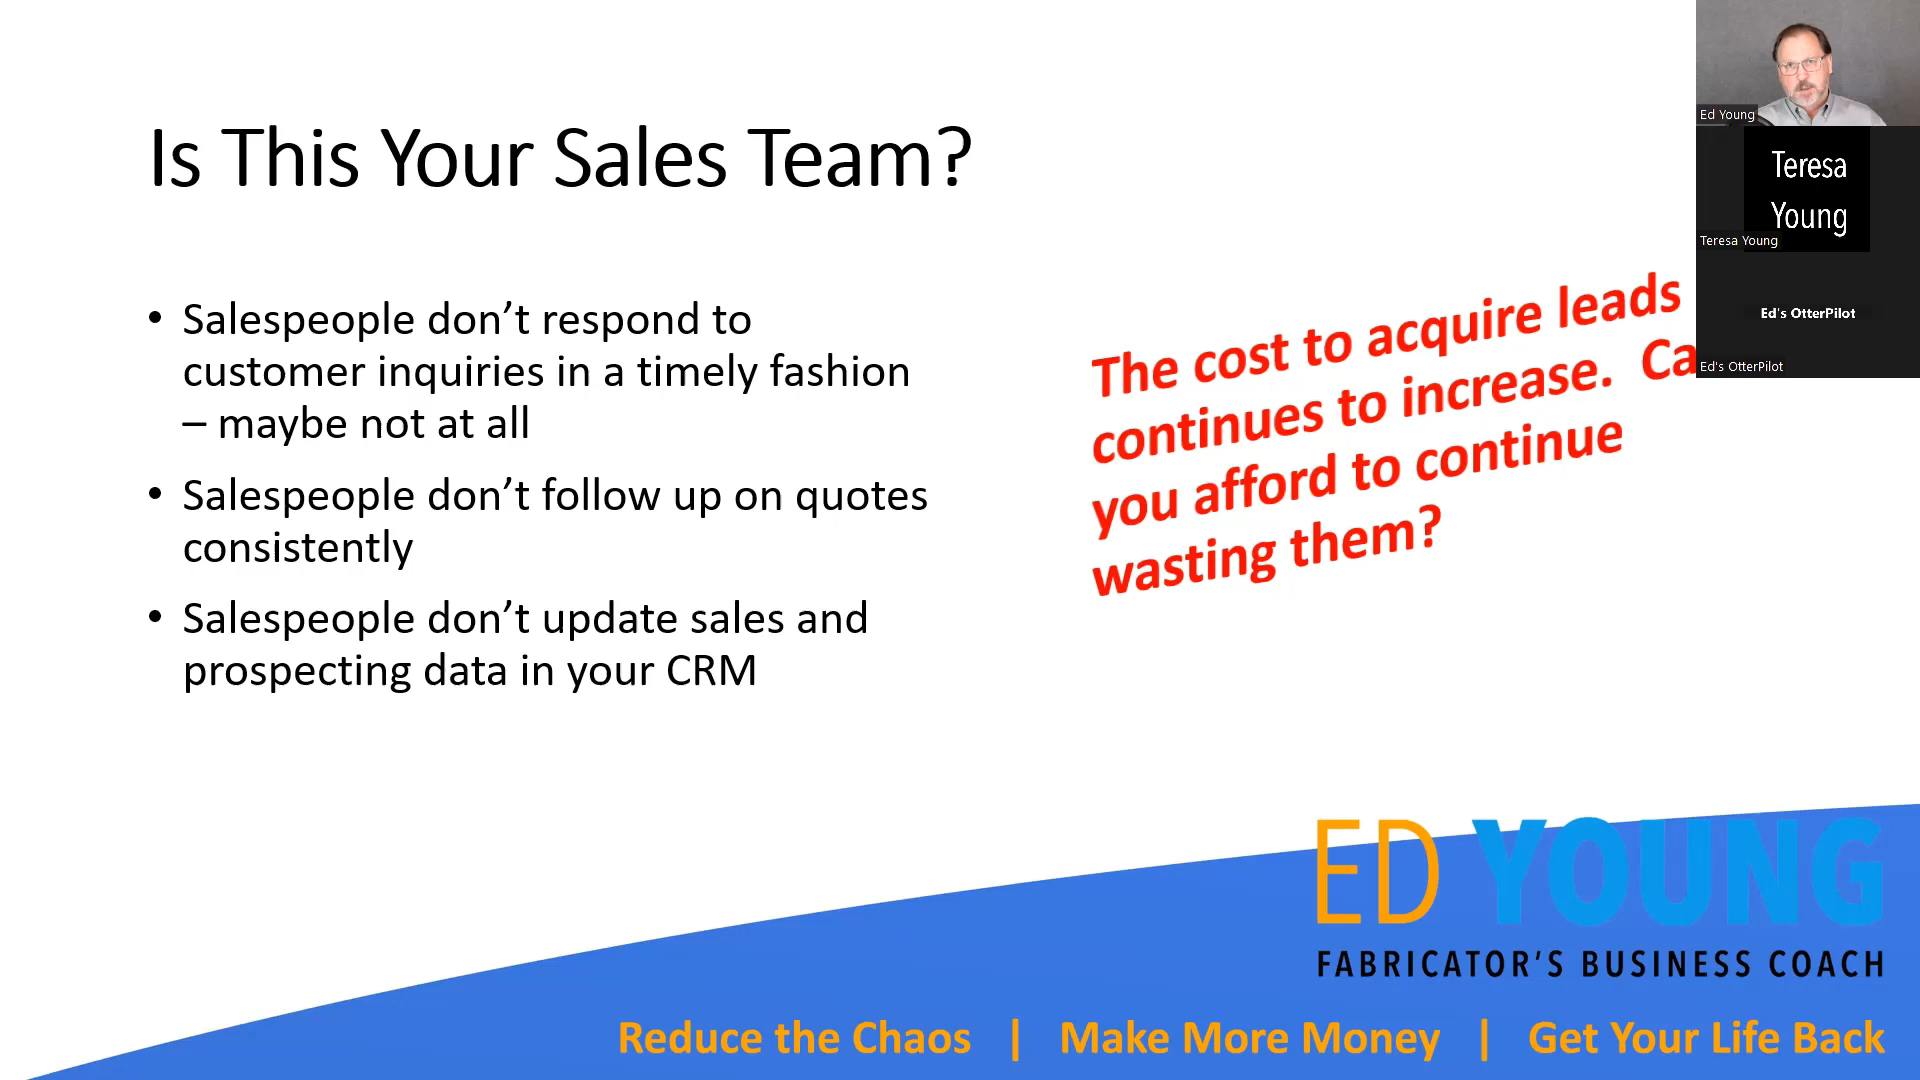 Is This Your Sales Team?
• Salespeople don’t respond to
customer inquiries in a timely fashion
– maybe not at all
• Salespeople don’t follow up on quotes
consistently
• Salespeople don’t update sales and
prospecting data in your CRM
The cost to acquire leads
continues to increase. Ca
you afford to continue
wasting them?
Ed Young
Teresa
Young
Teresa Young
Ed's OtterPilot
Ed's OtterPilot
ED YOUNG
FABRICATOR’S BUSINESS COACH
Reduce the Chaos | Make More Money | Get Your Life Back